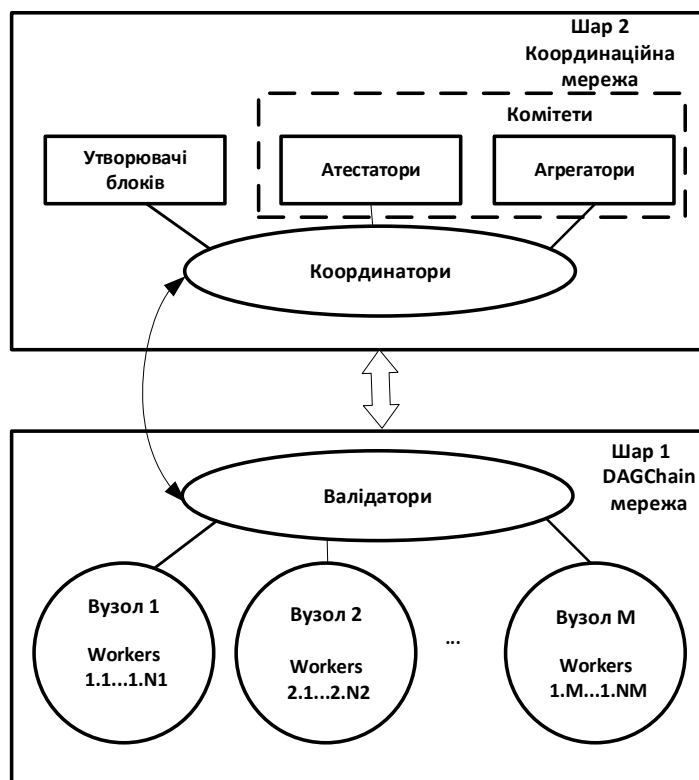 Шар 2
Координаційна
мережа
Комітети
Утворювачі
блоків
Атестатори
Агрегатори
Координатори
Шар 1
DAGChain
мережа
Валідатори
Вузол 1
Workers
1.1...1.N1
Вузол 2
Workers
2.1...2.N2
...
Вузол М
Workers
1.M...1.NM